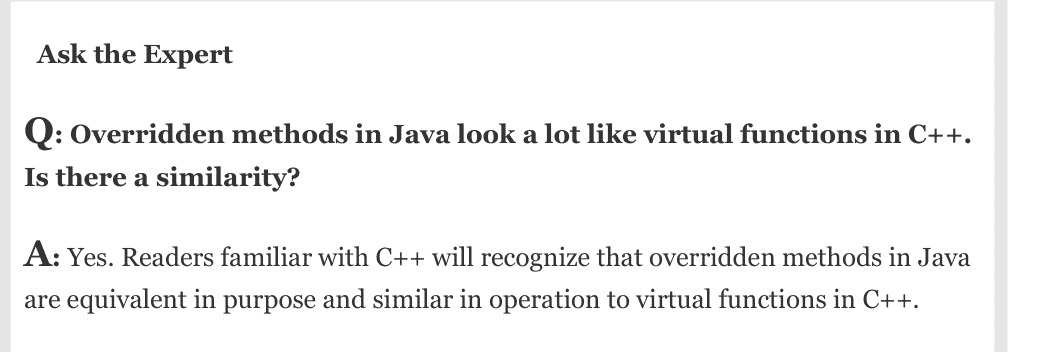 Ask the Expert
Q: Overridden methods in Java look a lot like virtual functions in C++.
Is there a similarity?
A: Yes. Readers familiar with C++ will recognize that overridden methods in Java
are equivalent in purpose and similar in operation to virtual functions in C++.